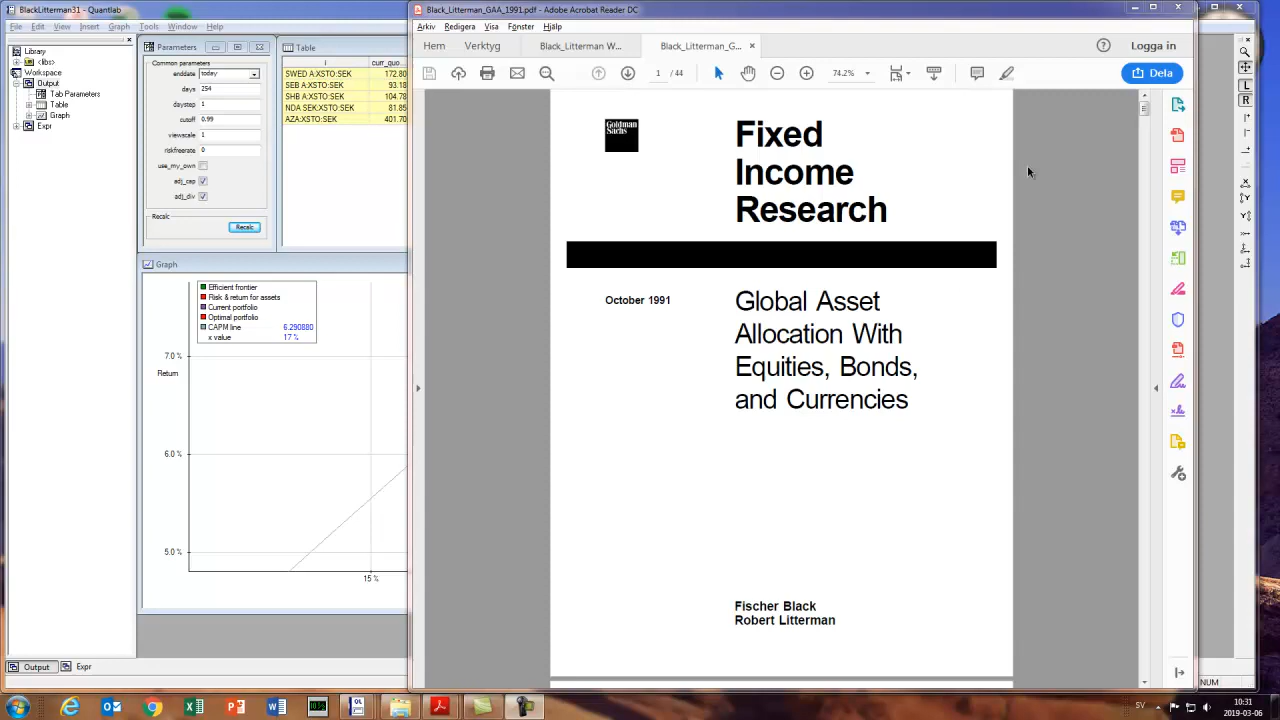 BlackLitterman31 - Quantlab
File Edit View Insert Graph Tools Window Help
Library
<libs>
Workspace
Output
Tab Parameters
Table
Graph
Expr
Parameters
Common parameters
enddate today
days 254
daystep 1
cutoff 0.99
viewscale 1
riskfreerate 0
use_my_own
adj_cap
adj_div
Recalc
Recalc
Table
i curr_quo...
SWED A:XSTO:SEK 172.80
SEB A:XSTO:SEK 93.18
SHB A:XSTO:SEK 104.78
NDA SEK:XSTO:SEK 81.85
AZA:XSTO:SEK 401.70
Graph
Efficient frontier
Risk & return for assets
Current portfolio
Optimal portfolio
CAPM line 6.290880
x value 17 %
7.0 %
Return
6.0 %
5.0 %
15 %
Output Expr
Black_Litterman_GAA_1991.pdf - Adobe Acrobat Reader DC
Arkiv Redigera Visa Fönster Hjälp
Hem Verktyg Black_Litterman W... Black_Litterman_G... Logga in
1 / 44 74.2% Dela
Goldman
Sachs
Fixed
Income
Research
October 1991
Global Asset
Allocation With
Equities, Bonds,
and Currencies
Fischer Black
Robert Litterman
L
R
NUM
SV
10:31
2019-03-06